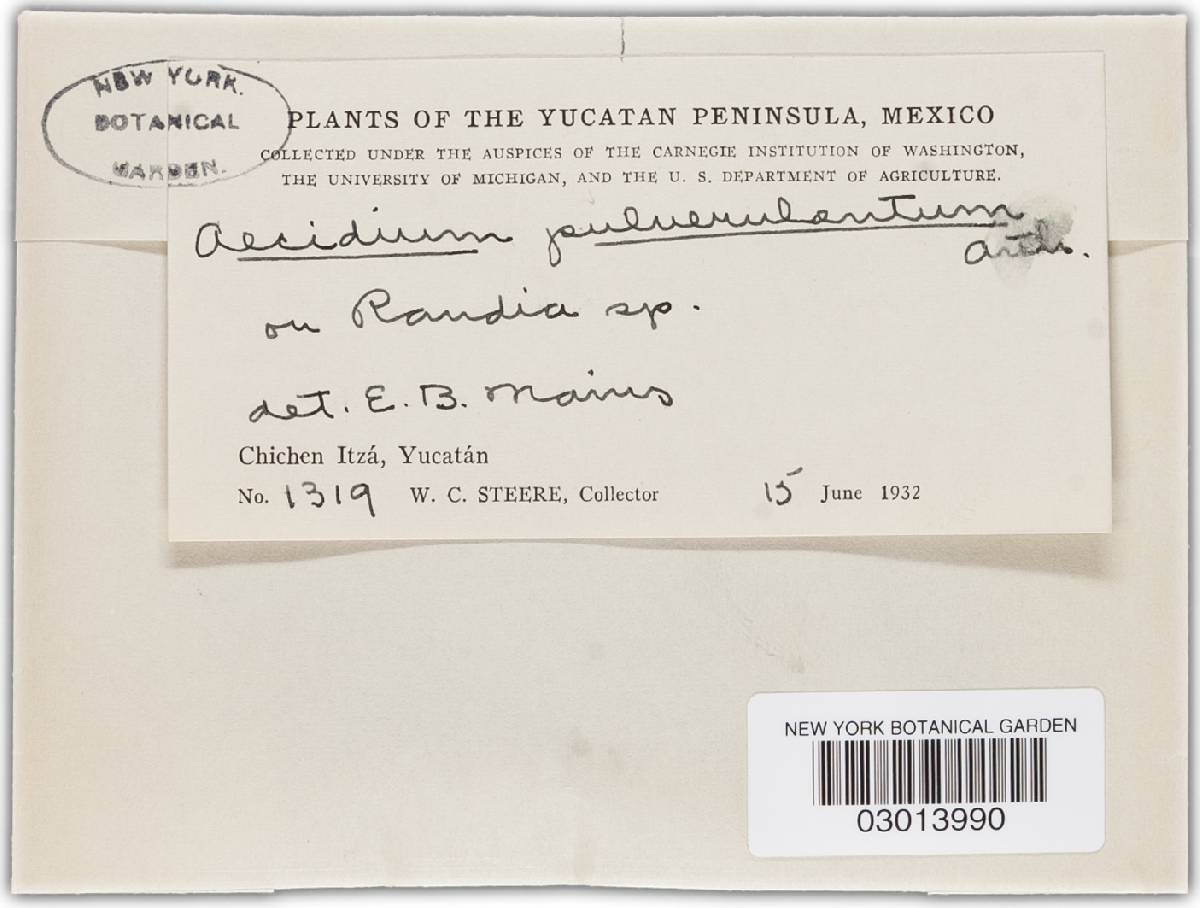 NEW YORK.
BOTANICAL
GARDEN.
PLANTS OF THE YUCATAN PENINSULA, MEXICO
COLLECTED UNDER THE AUSPICES OF THE CARNEGIE INSTITUTION OF WASHINGTON,
THE UNIVERSITY OF MICHIGAN, AND THE U. S. DEPARTMENT OF AGRICULTURE.
Aecidium pulverulentum
Arth.
on Randia sp.
det. E. B. Mains
Chichen Itzá, Yucatán
No. 1319 W. C. STEERE, Collector 15 June 1932
NEW YORK BOTANICAL GARDEN
03013990